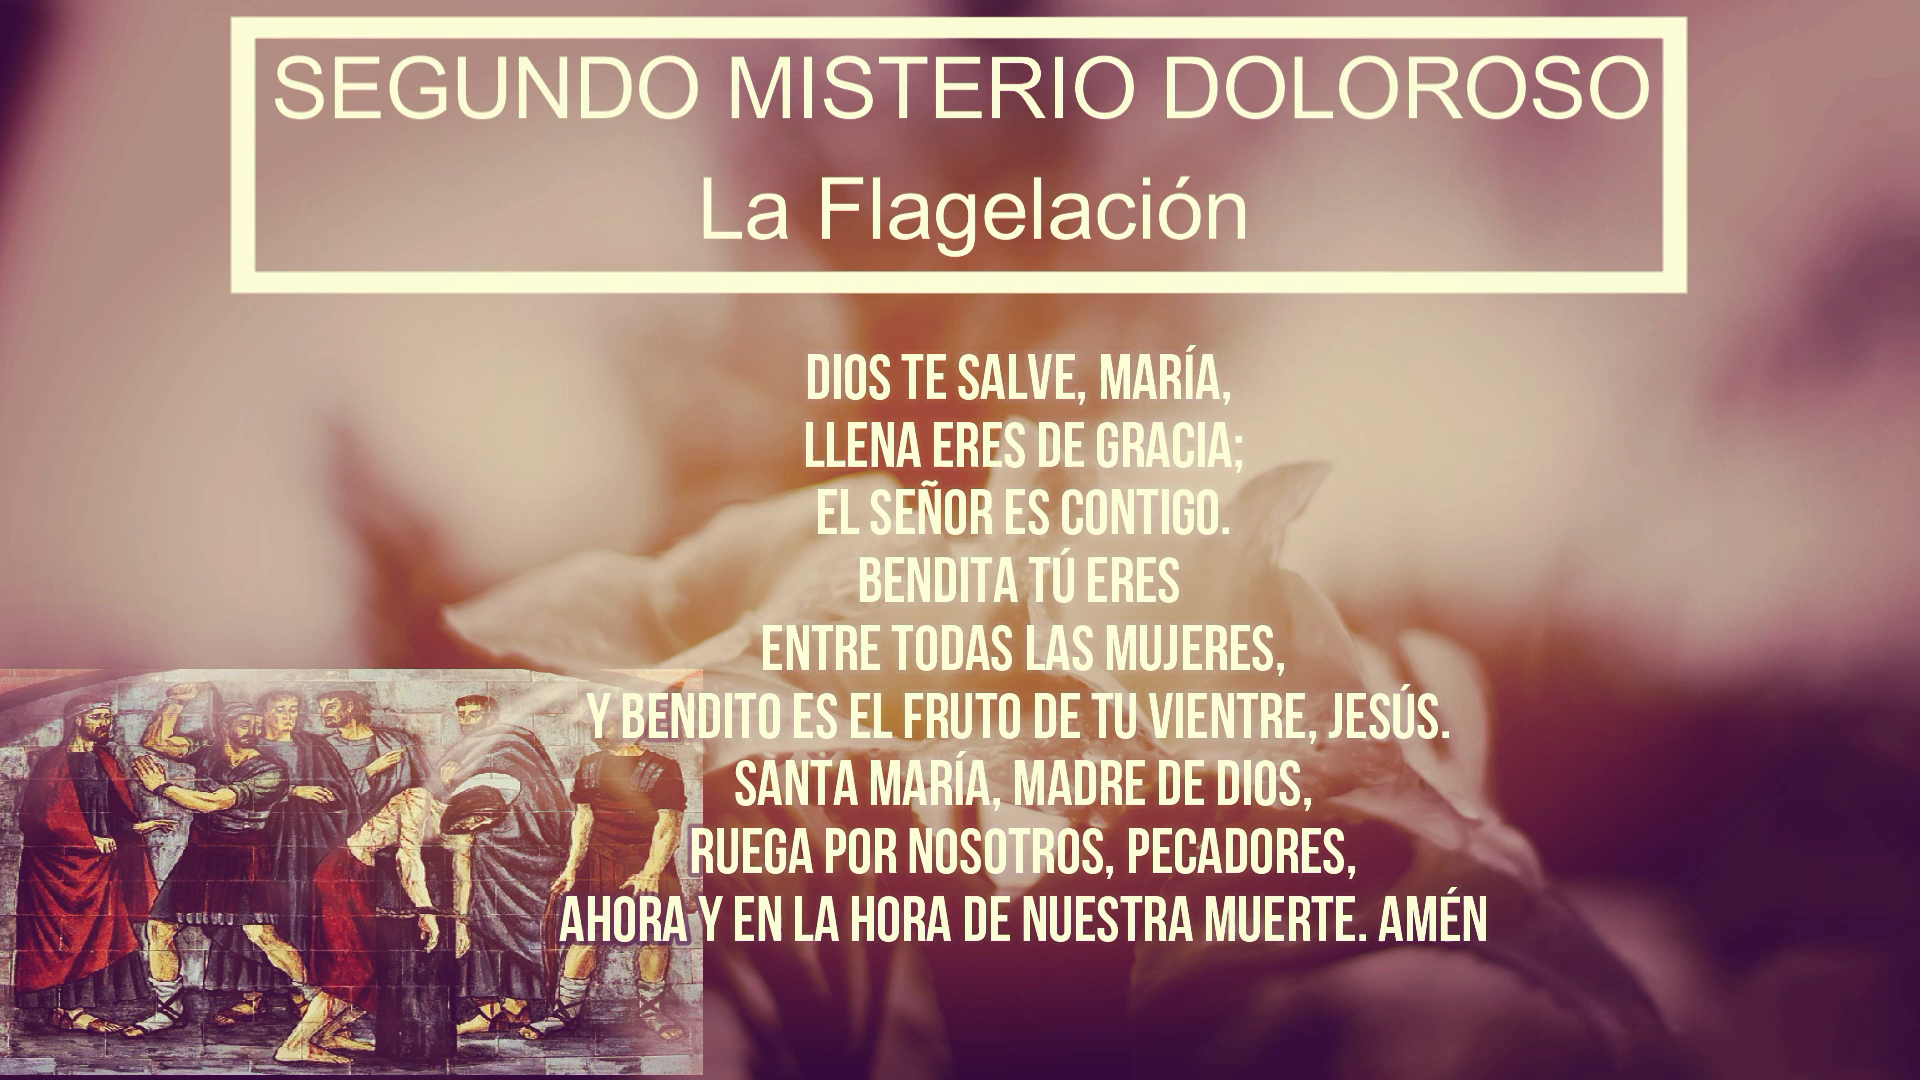 SEGUNDO MISTERIO DOLOROSO
La Flagelación
DIOS TE SALVE, MARÍA,
LLENA ERES DE GRACIA;
EL SEÑOR ES CONTIGO.
BENDITA TÚ ERES
ENTRE TODAS LAS MUJERES,
Y BENDITO ES EL FRUTO DE TU VIENTRE, JESÚS.
SANTA MARÍA, MADRE DE DIOS,
RUEGA POR NOSOTROS, PECADORES,
AHORA Y EN LA HORA DE NUESTRA MUERTE. AMÉN